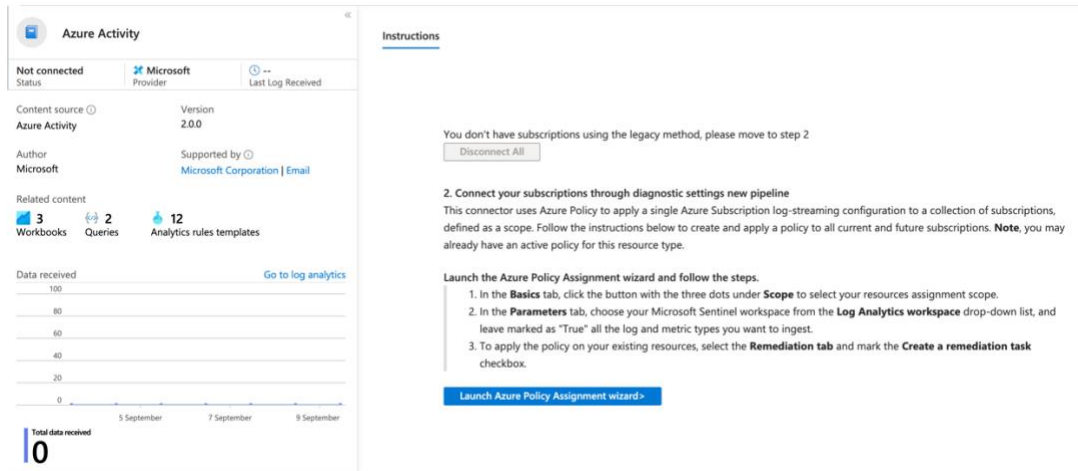 «
Azure Activity
Not connected
Status
Microsoft
Provider
--
Last Log Received
Content source
Azure Activity
Version
2.0.0
Author
Microsoft
Supported by
Microsoft Corporation | Email
Related content
3
Workbooks
2
Queries
12
Analytics rules templates
Data received
Go to log analytics
100
80
60
40
20
0
5 September
7 September
9 September
Total data received
0
Instructions
You don't have subscriptions using the legacy method, please move to step 2
Disconnect All
2. Connect your subscriptions through diagnostic settings new pipeline
This connector uses Azure Policy to apply a single Azure Subscription log-streaming configuration to a collection of subscriptions,
defined as a scope. Follow the instructions below to create and apply a policy to all current and future subscriptions. Note, you may
already have an active policy for this resource type.
Launch the Azure Policy Assignment wizard and follow the steps.
1. In the Basics tab, click the button with the three dots under Scope to select your resources assignment scope.
2. In the Parameters tab, choose your Microsoft Sentinel workspace from the Log Analytics workspace drop-down list, and
leave marked as "True" all the log and metric types you want to ingest.
3. To apply the policy on your existing resources, select the Remediation tab and mark the Create a remediation task
checkbox.
Launch Azure Policy Assignment wizard>